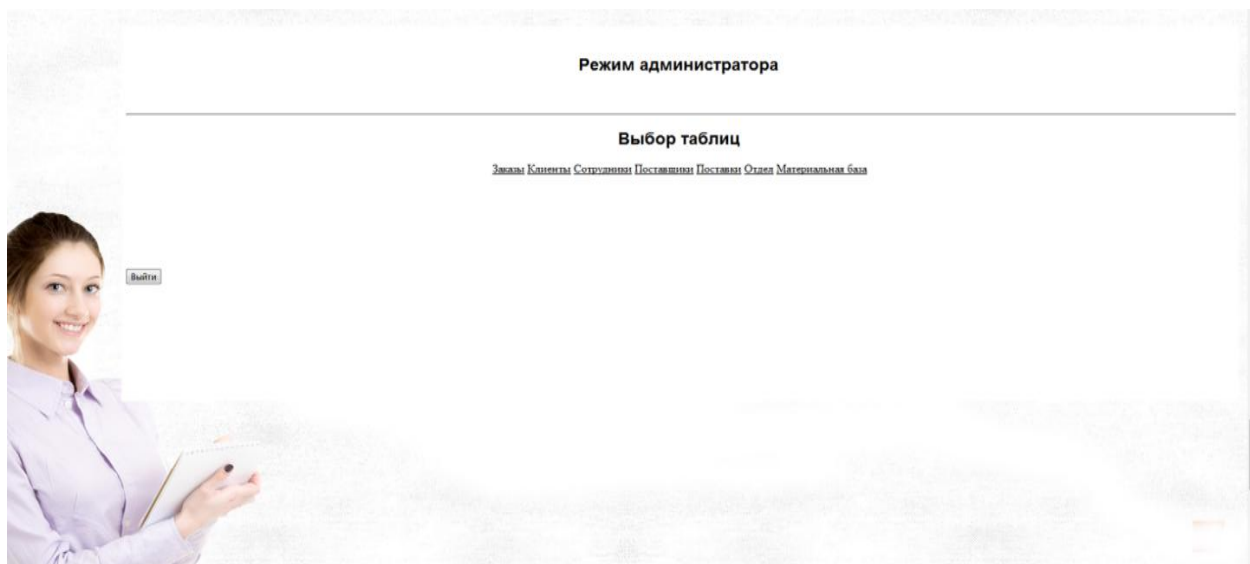 Режим администратора
Выбор таблиц
Заказы Клиенты Сотрудники Поставщики Поставки Отдел Материальная база
Выйти